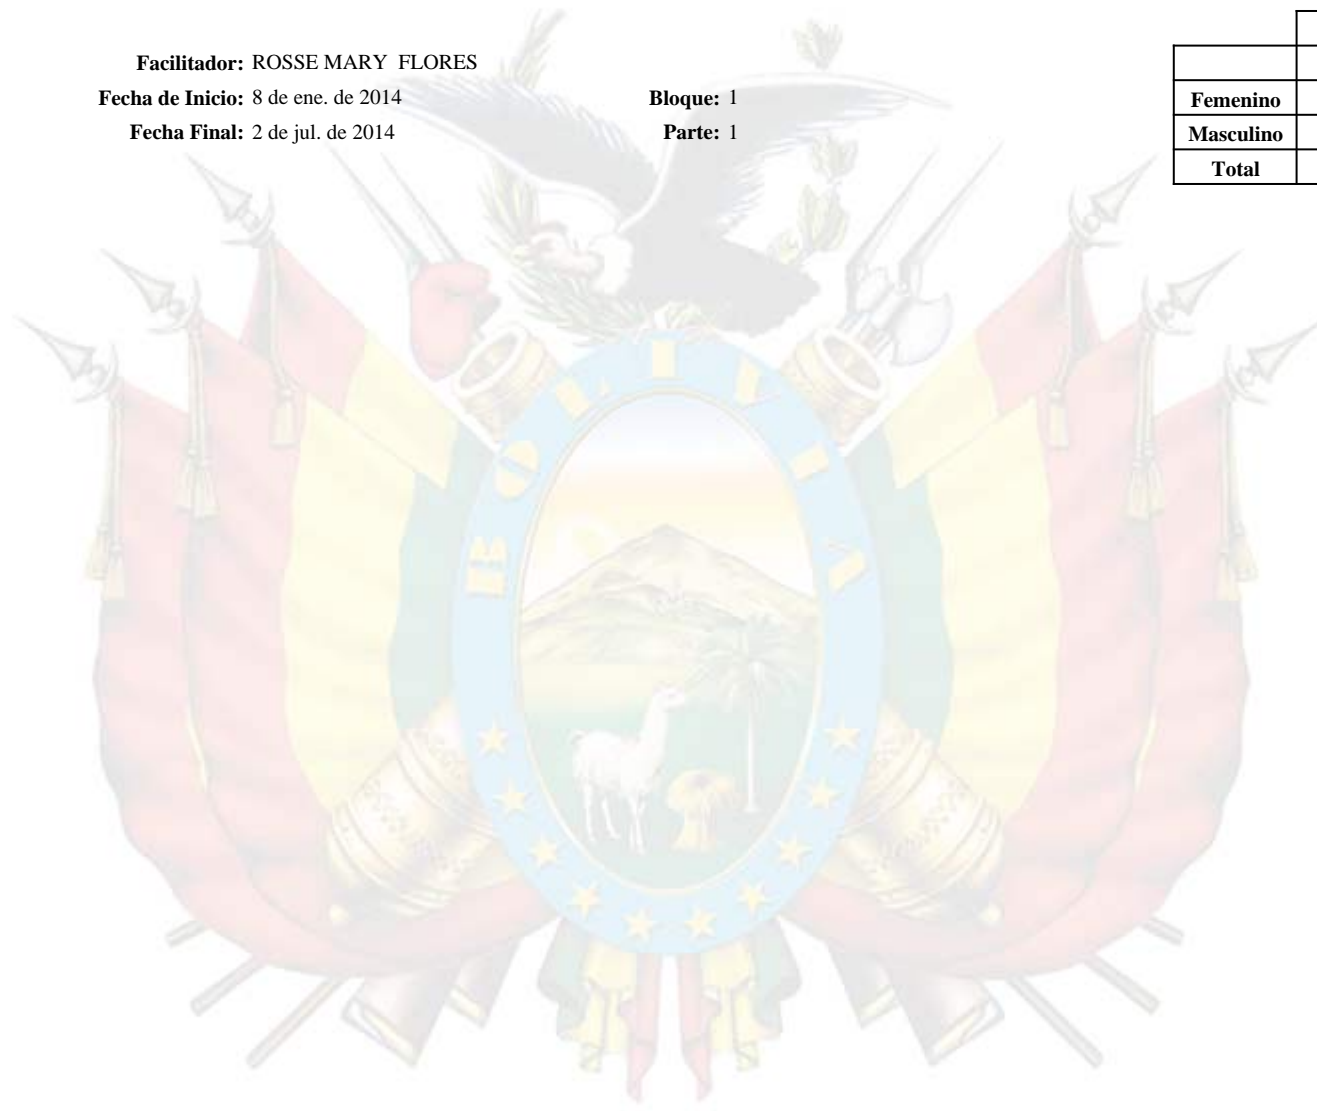 Facilitador: ROSSE MARY FLORES
Fecha de Inicio: 8 de ene. de 2014
Bloque: 1
Fecha Final: 2 de jul. de 2014
Parte: 1
Femenino
Masculino
Total
BOLIVIA